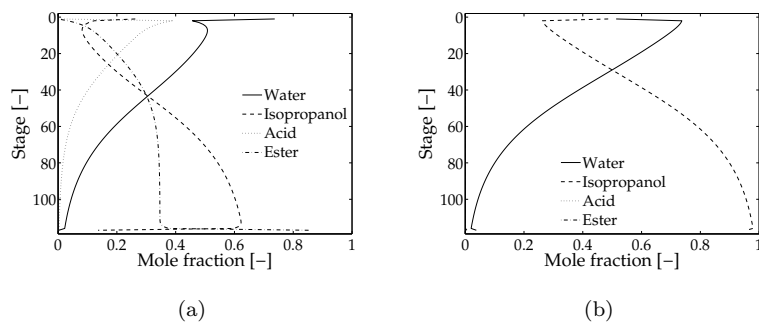 0
20
40
60
80
100
Stage [−]
Water
Isopropanol
Acid
Ester
0 0.2 0.4 0.6 0.8 1
Mole fraction [−]
(a)
0
20
40
60
80
100
Stage [−]
Water
Isopropanol
Acid
Ester
0 0.2 0.4 0.6 0.8 1
Mole fraction [−]
(b)